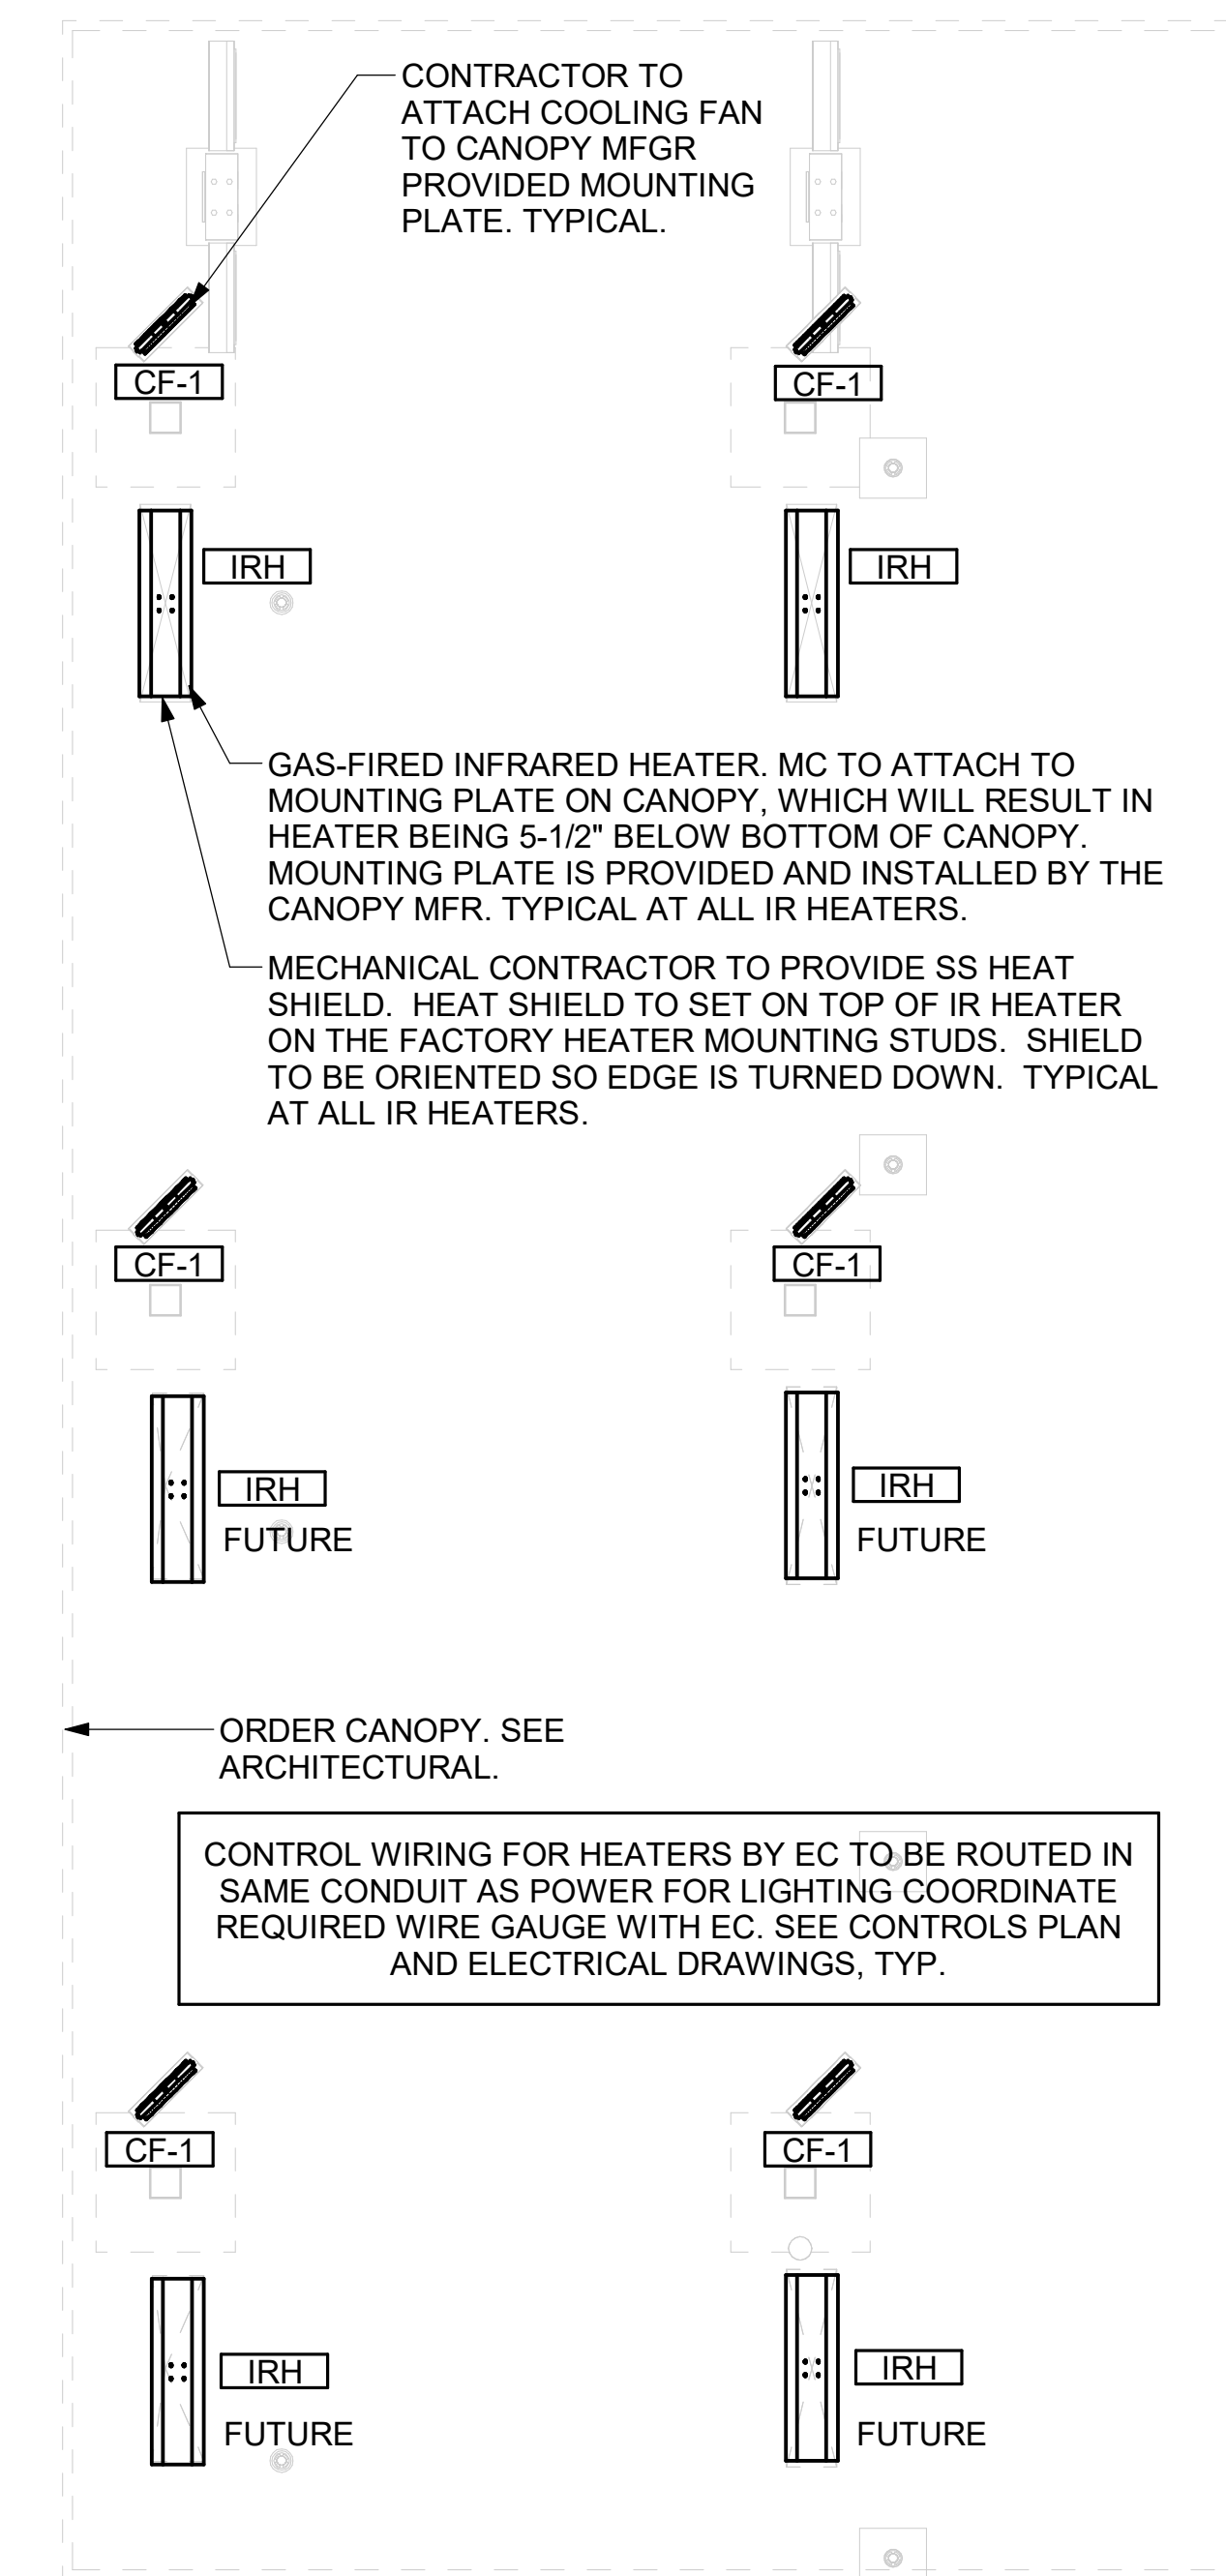 CONTRACTOR TO
ATTACH COOLING FAN
TO CANOPY MFGR
PROVIDED MOUNTING
PLATE. TYPICAL.
CF-1
CF-1
IRH
IRH
GAS-FIRED INFRARED HEATER. MC TO ATTACH TO
MOUNTING PLATE ON CANOPY, WHICH WILL RESULT IN
HEATER BEING 5-1/2" BELOW BOTTOM OF CANOPY.
MOUNTING PLATE IS PROVIDED AND INSTALLED BY THE
CANOPY MFR. TYPICAL AT ALL IR HEATERS.
MECHANICAL CONTRACTOR TO PROVIDE SS HEAT
SHIELD. HEAT SHIELD TO SET ON TOP OF IR HEATER
ON THE FACTORY HEATER MOUNTING STUDS. SHIELD
TO BE ORIENTED SO EDGE IS TURNED DOWN. TYPICAL
AT ALL IR HEATERS.
CF-1
CF-1
IRH
IRH
FUTURE
FUTURE
ORDER CANOPY. SEE
ARCHITECTURAL.
CONTROL WIRING FOR HEATERS BY EC TO BE ROUTED IN
SAME CONDUIT AS POWER FOR LIGHTING COORDINATE
REQUIRED WIRE GAUGE WITH EC. SEE CONTROLS PLAN
AND ELECTRICAL DRAWINGS, TYP.
CF-1
CF-1
IRH
IRH
FUTURE
FUTURE